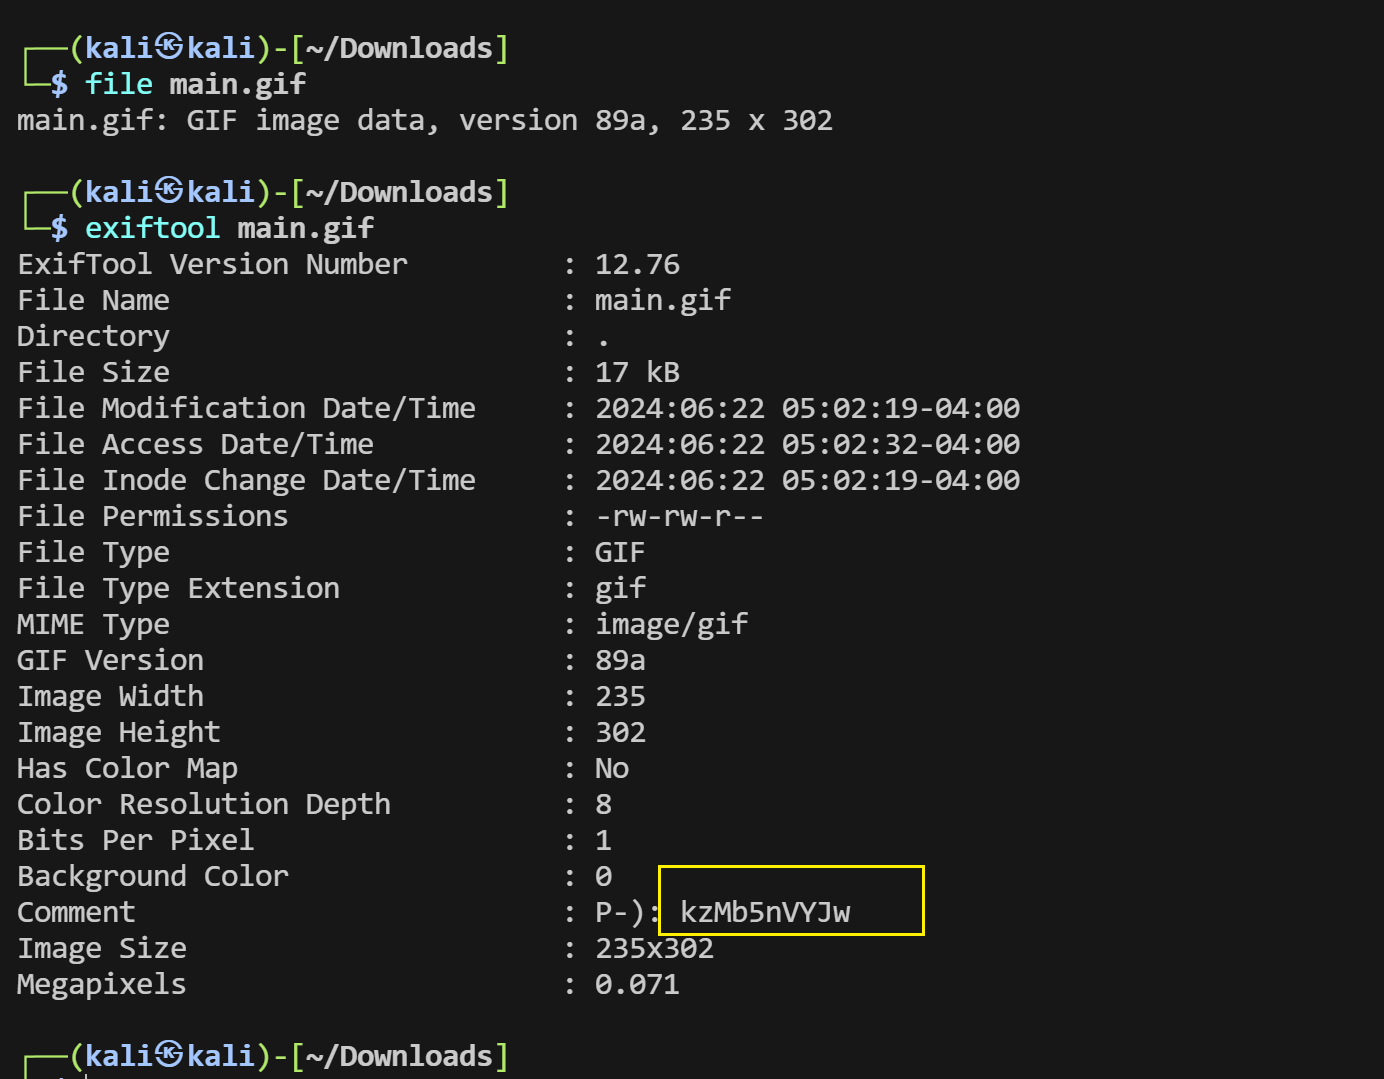 ┌──(kali㉿kali)-[~/Downloads]
└─$ file main.gif
main.gif: GIF image data, version 89a, 235 x 302
┌──(kali㉿kali)-[~/Downloads]
└─$ exiftool main.gif
ExifTool Version Number : 12.76
File Name : main.gif
Directory : .
File Size : 17 kB
File Modification Date/Time : 2024:06:22 05:02:19-04:00
File Access Date/Time : 2024:06:22 05:02:32-04:00
File Inode Change Date/Time : 2024:06:22 05:02:19-04:00
File Permissions : -rw-rw-r--
File Type : GIF
File Type Extension : gif
MIME Type : image/gif
GIF Version : 89a
Image Width : 235
Image Height : 302
Has Color Map : No
Color Resolution Depth : 8
Bits Per Pixel : 1
Background Color : 0
Comment : P-): kzMb5nVYJw
Image Size : 235x302
Megapixels : 0.071
┌──(kali㉿kali)-[~/Downloads]